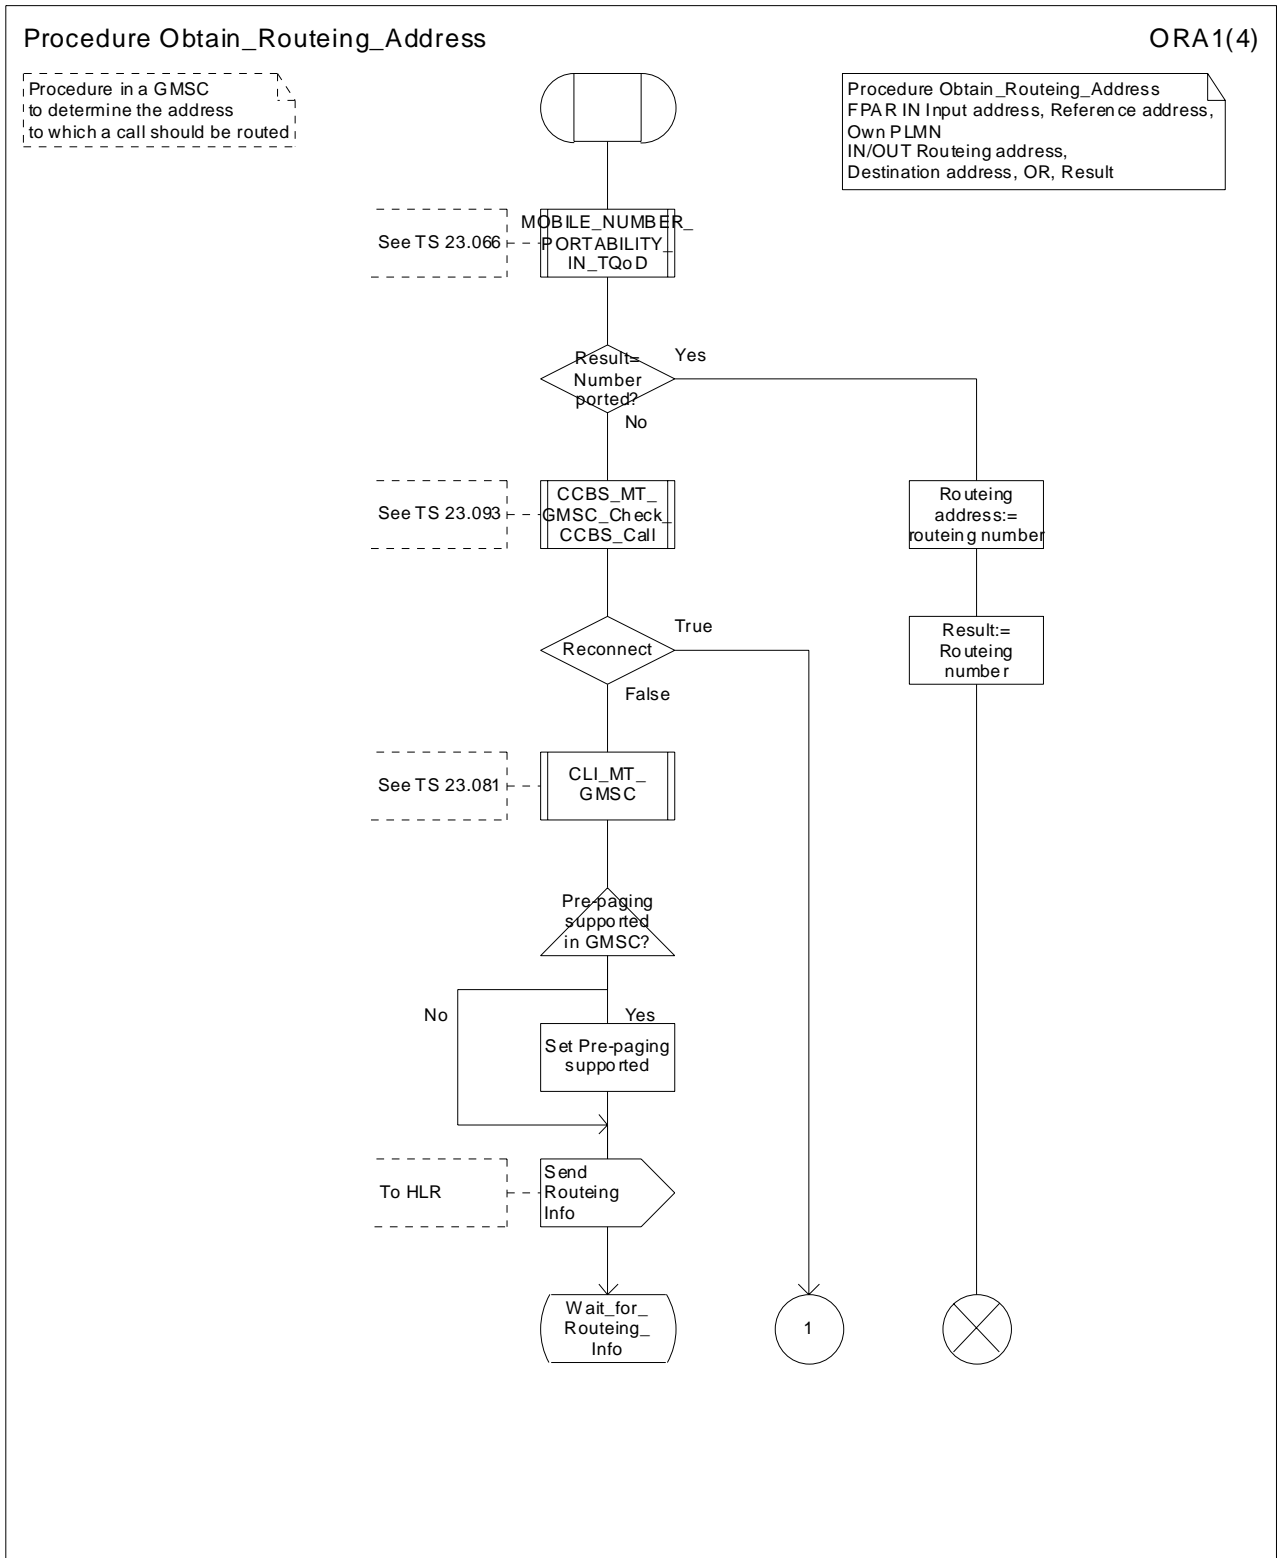 Procedure Obtain_Routeing_Address
ORA1(4)
Procedure in a GMSC
to determine the address
to which a call should be routed
Procedure Obtain_Routeing_Address
FPAR IN Input address, Reference address,
Own PLMN
IN/OUT Routeing address,
Destination address, OR, Result
See TS 23.066
MOBILE_NUMBER_
PORTABILITY_
IN_TQoD
Result=
Number
ported?
Yes
No
See TS 23.093
CCBS_MT_
GMSC_Check_
CCBS_Call
Routeing
address:=
routeing number
Reconnect
True
False
Result:=
Routeing
number
See TS 23.081
CLI_MT_
GMSC
Pre-paging
supported
in GMSC?
No
Yes
Set Pre-paging
supported
To HLR
Send
Routeing
Info
Wait_for_
Routeing_
Info
1